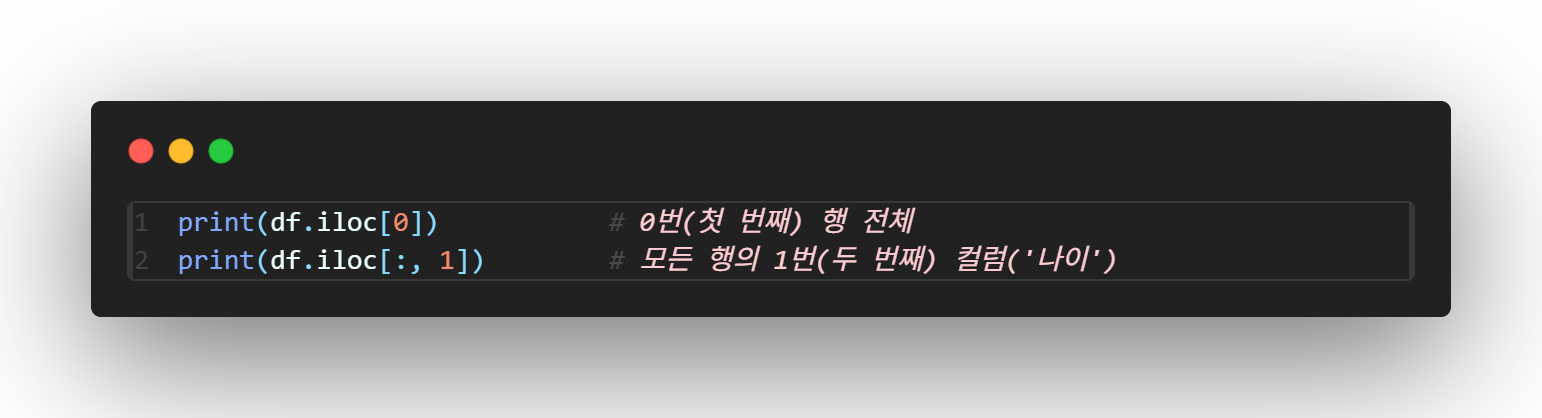 1 print(df.iloc[0]) # 0번(첫 번째) 행 전체
2 print(df.iloc[:, 1]) # 모든 행의 1번(두 번째) 컬럼('나이')